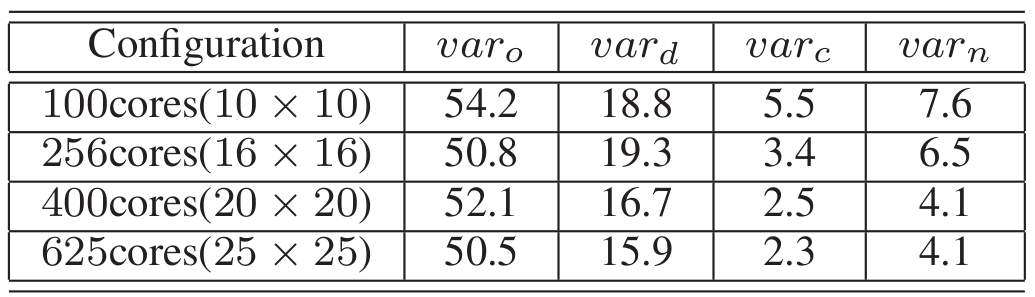 Configuration var_o var_d var_c var_n
100cores(10 × 10) 54.2 18.8 5.5 7.6
256cores(16 × 16) 50.8 19.3 3.4 6.5
400cores(20 × 20) 52.1 16.7 2.5 4.1
625cores(25 × 25) 50.5 15.9 2.3 4.1